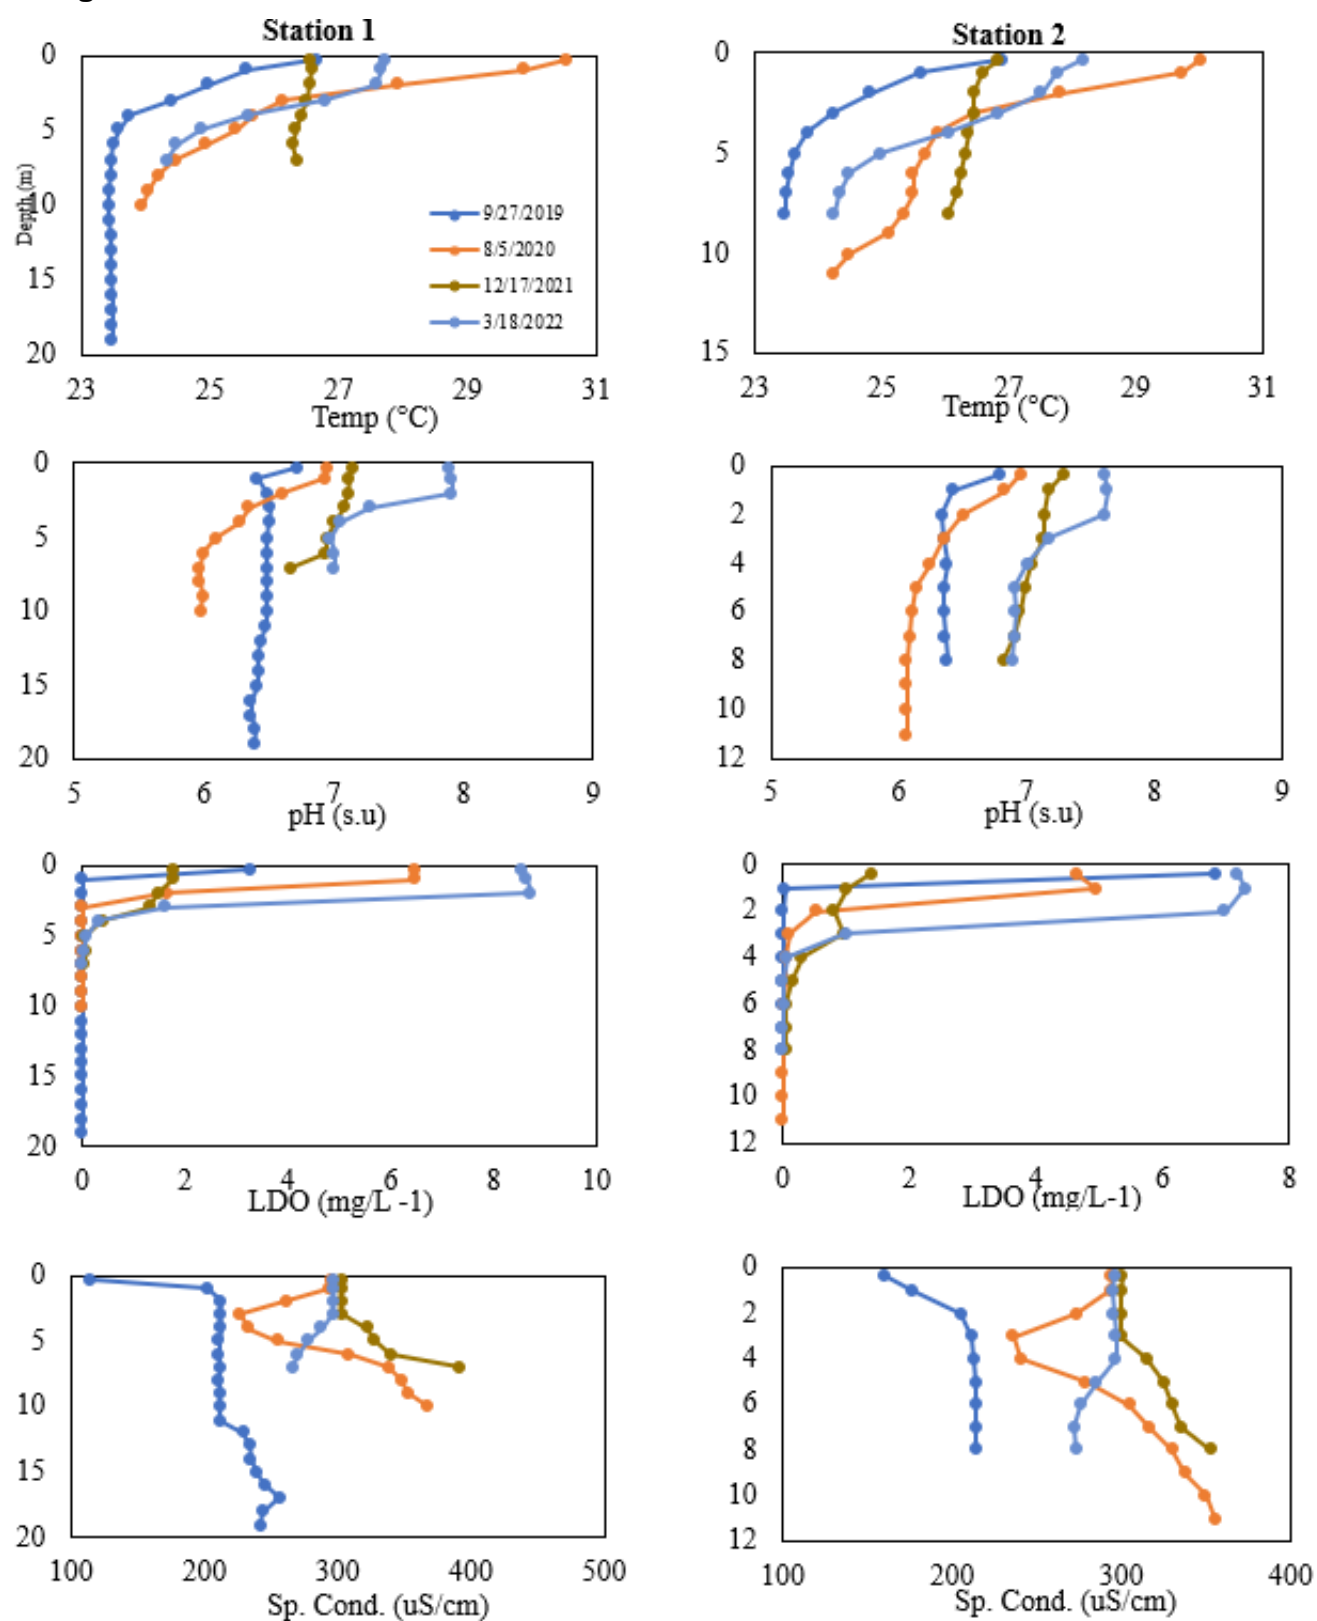 Station 1
0
5
10
15
20
Depth (m)
9/27/2019
8/5/2020
12/17/2021
3/18/2022
23 25 27 29 31
Temp (°C)
Station 2
0
5
10
15
23 25 27 29 31
Temp (°C)
0
5
10
15
20
5 6 7 8 9
pH (s.u)
0
2
4
6
8
10
12
5 6 7 8 9
pH (s.u)
0
5
10
15
20
0 2 4 6 8 10
LDO (mg/L -1)
0
2
4
6
8
10
12
0 2 4 6 8
LDO (mg/L-1)
0
5
10
15
20
100 200 300 400 500
Sp. Cond. (uS/cm)
0
2
4
6
8
10
12
100 200 300 400
Sp. Cond. (uS/cm)